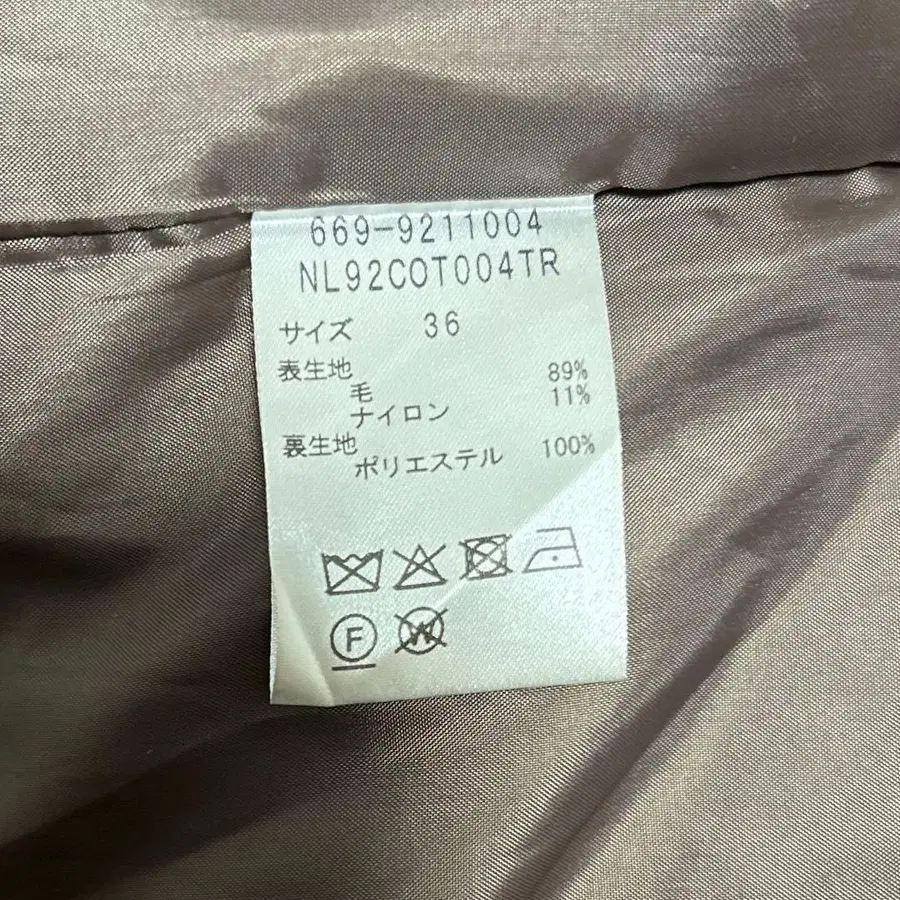 669-9211004
NL92COT004TR
サイズ 36
表生地
毛 89%
ナイロン 11%
裏生地
ポリエステル 100%
F W